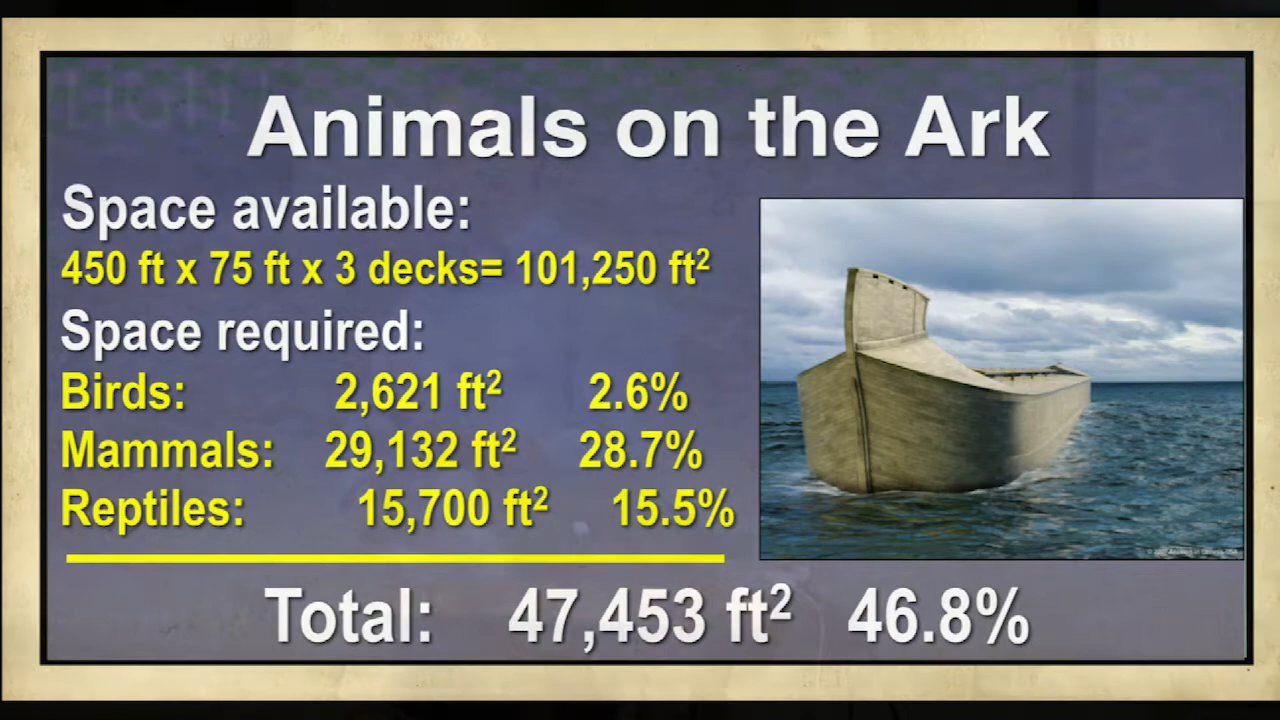 Animals on the Ark
Space available:
450 ft x 75 ft x 3 decks= 101,250 ft²
Space required:
Birds: 2,621 ft² 2.6%
Mammals: 29,132 ft² 28.7%
Reptiles: 15,700 ft² 15.5%
Total: 47,453 ft² 46.8%